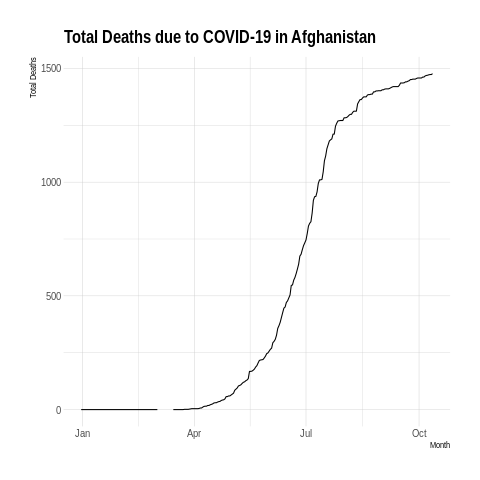 Total Deaths due to COVID-19 in Afghanistan
Total Deaths
1500
1000
500
0
Jan Apr Jul Oct
Month